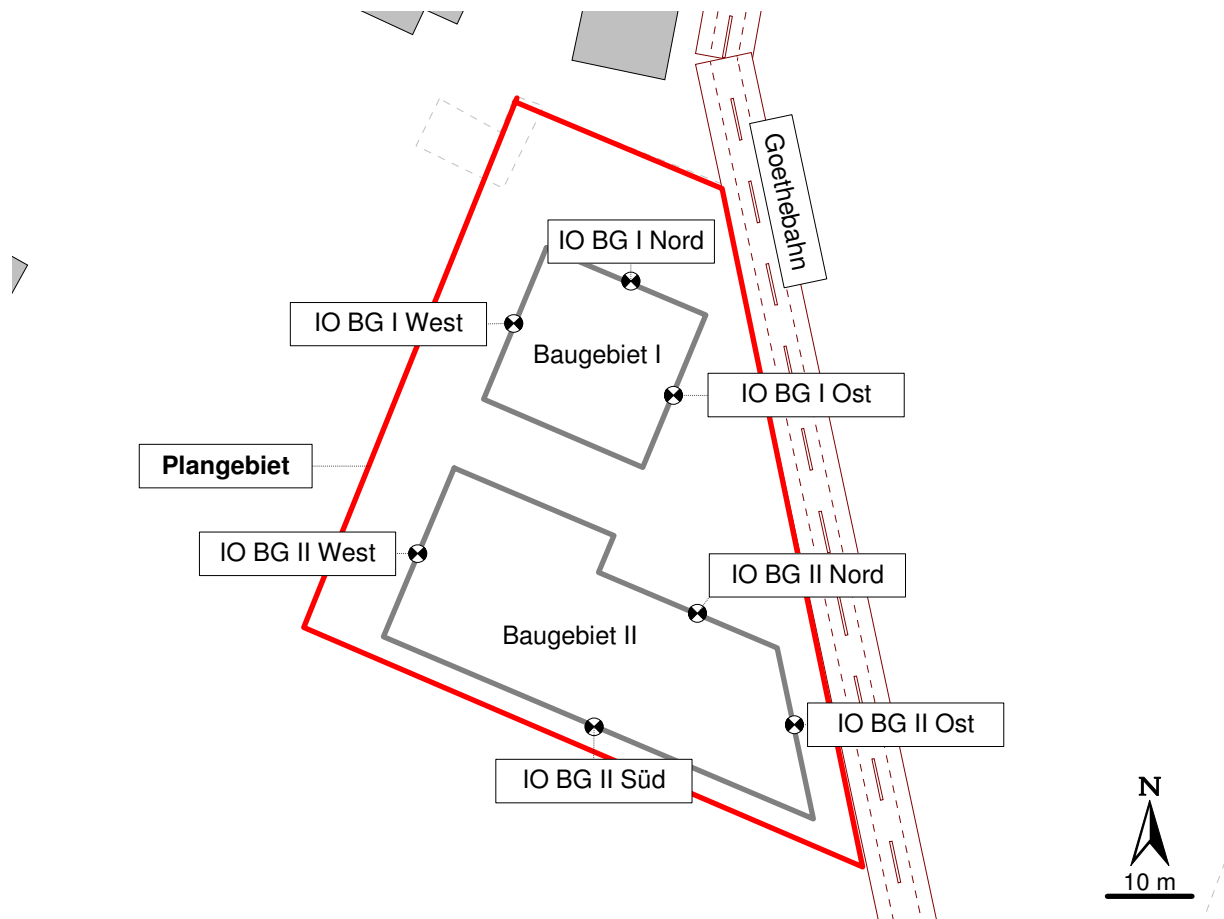 Goethebahn
IO BG I Nord
IO BG I West
Baugebiet I
IO BG I Ost
Plangebiet
IO BG II West
IO BG II Nord
Baugebiet II
IO BG II Ost
IO BG II Süd
N
10 m